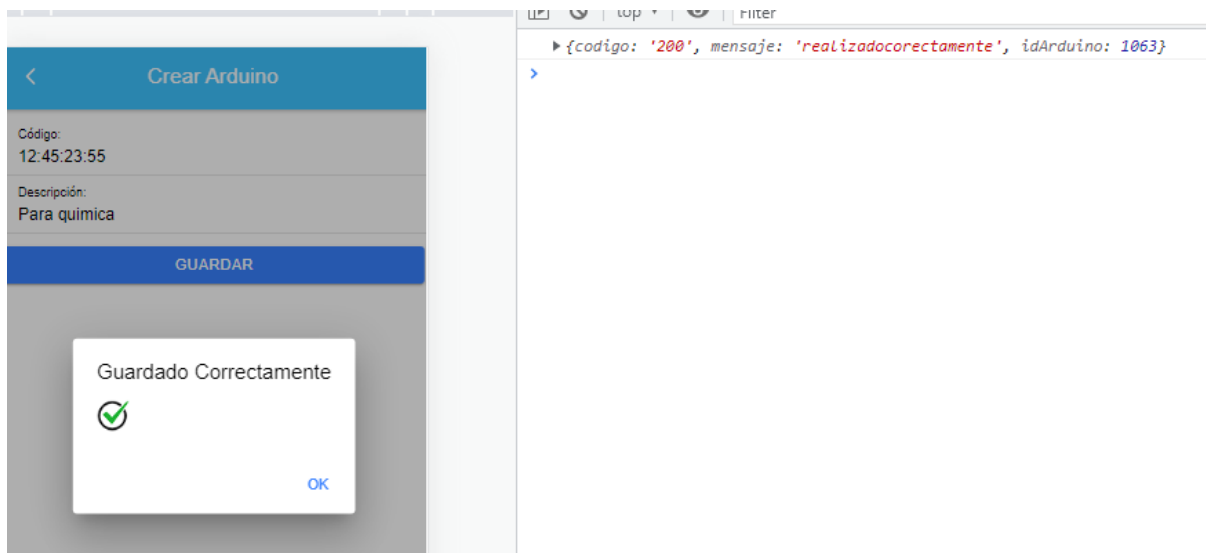 top
Filter
{codigo: '200', mensaje: 'realizadocorectamente', idArduino: 1063}
Crear Arduino
Código:
12:45:23:55
Descripción:
Para quimica
GUARDAR
Guardado Correctamente
OK